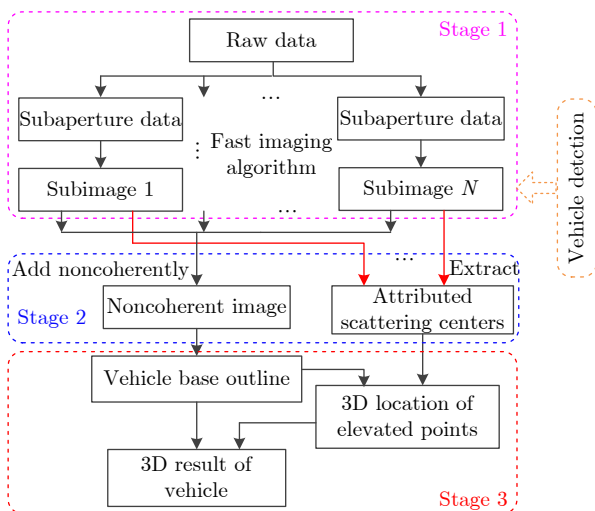 Raw data
Stage 1
...
Subaperture data
Subaperture data
Fast imaging
algorithm
...
Subimage 1
Subimage N
...
Vehicle detction
...
Add noncoherently
Extract
Noncoherent image
Attributed
scattering centers
Stage 2
Vehicle base outline
3D location of
elevated points
3D result of
vehicle
Stage 3